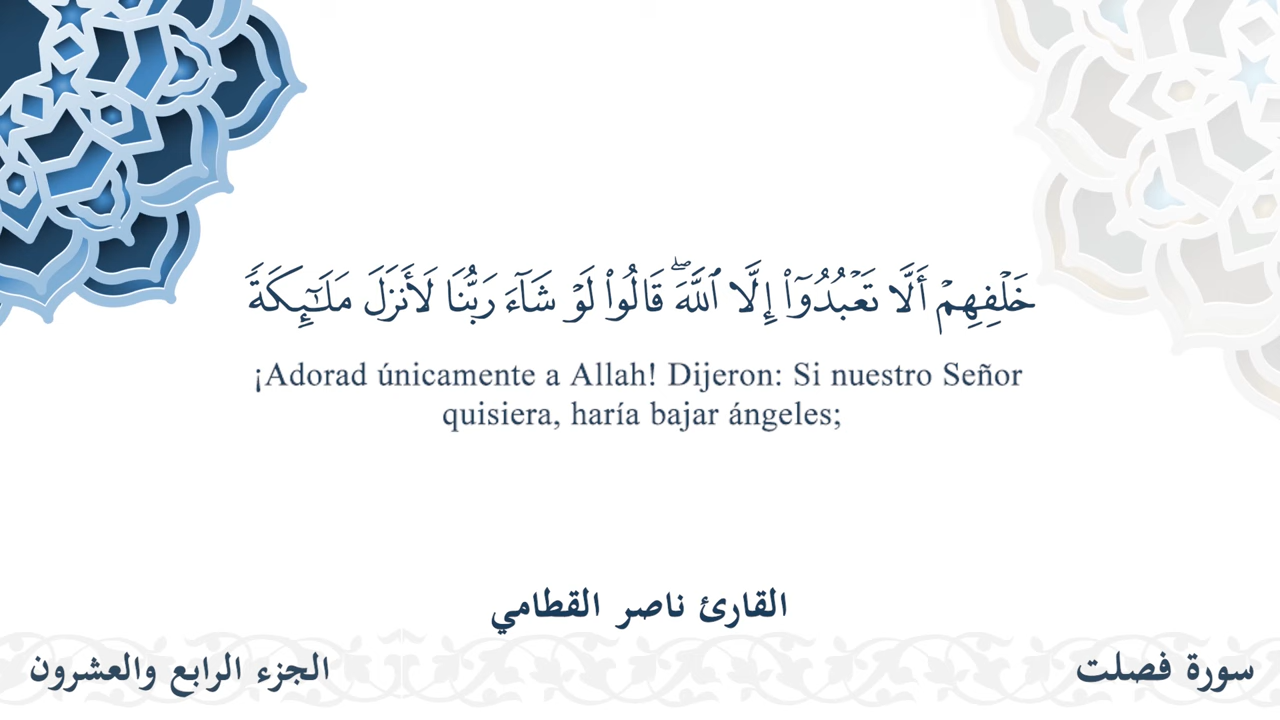 خَلْفِهِمْ أَلَّا تَعْبُدُوٓا۟ إِلَّا ٱللَّهَ ۖ قَالُوا۟ لَوْ شَآءَ رَبُّنَا لَأَنزَلَ مَلَـٰٓئِكَةً
¡Adorad únicamente a Allah! Dijeron: Si nuestro Señor
quisiera, haría bajar ángeles;
القارئ ناصر القطامي
سورة فصلت
الجزء الرابع والعشرون